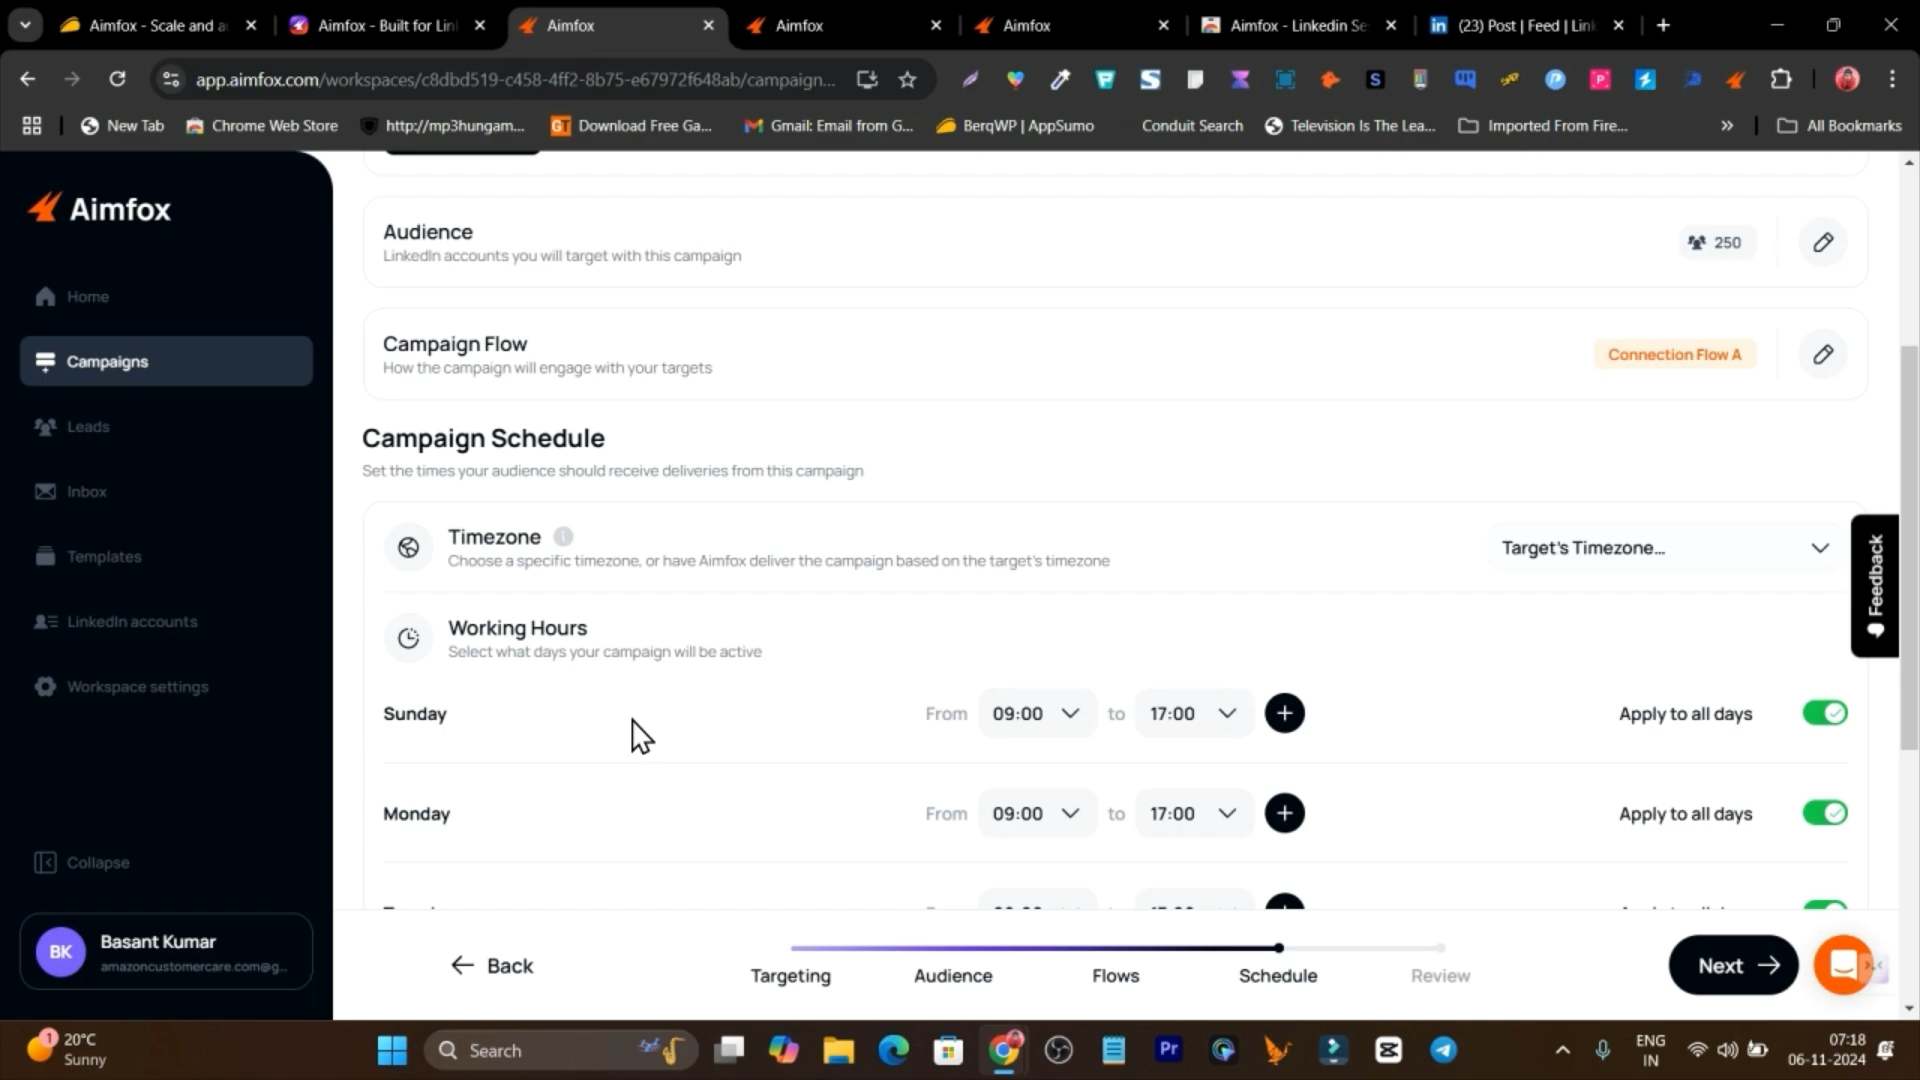 Aimfox - Scale and a
Aimfox - Built for Lin
Aimfox
Aimfox
Aimfox
Aimfox - Linkedin Se
(23) Post | Feed | Link
app.aimfox.com/workspaces/c8dbd519-c458-4ff2-8b75-e67972f648ab/campaign...
New Tab
Chrome Web Store
http://mp3hungam...
Download Free Ga...
Gmail: Email from G...
BerqWP | AppSumo
Conduit Search
Television Is The Lea...
Imported From Fire...
All Bookmarks
Aimfox
Home
Campaigns
Leads
Inbox
Templates
LinkedIn accounts
Workspace settings
Collapse
BK
Basant Kumar
amazoncustomercare.com@g...
Audience
LinkedIn accounts you will target with this campaign
250
Campaign Flow
How the campaign will engage with your targets
Connection Flow A
Campaign Schedule
Set the times your audience should receive deliveries from this campaign
Timezone
Choose a specific timezone, or have Aimfox deliver the campaign based on the target's timezone
Target's Timezone...
Working Hours
Select what days your campaign will be active
Sunday From 09:00 to 17:00 Apply to all days
Monday From 09:00 to 17:00 Apply to all days
Feedback
Back
Targeting
Audience
Flows
Schedule
Review
Next
1
20°C
Sunny
Search
ENG
IN
07:18
06-11-2024